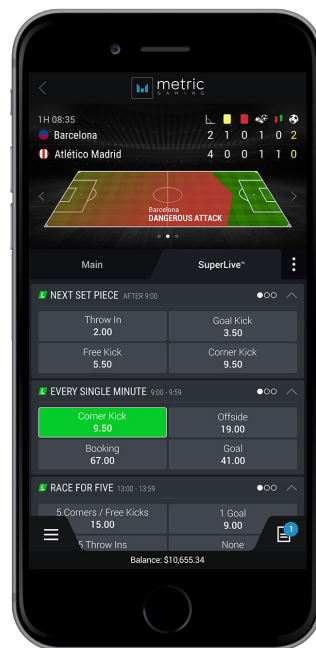 metric
GAMING
1H 08:35
Barcelona 2 1 0 1 0 2
Atlético Madrid 4 0 0 1 1 0
Barcelona
DANGEROUS ATTACK
Main SuperLive™
L NEXT SET PIECE AFTER 9:00
Throw In Goal Kick
2.00 3.50
Free Kick Corner Kick
5.50 9.50
L EVERY SINGLE MINUTE 9:00 - 9:59
Corner Kick Offside
9.50 19.00
Booking Goal
67.00 41.00
L RACE FOR FIVE 13:00 - 13:59
5 Corners / Free Kicks 1 Goal
15.00 9.00
5 Throw Ins None
1
Balance: $10,655.34